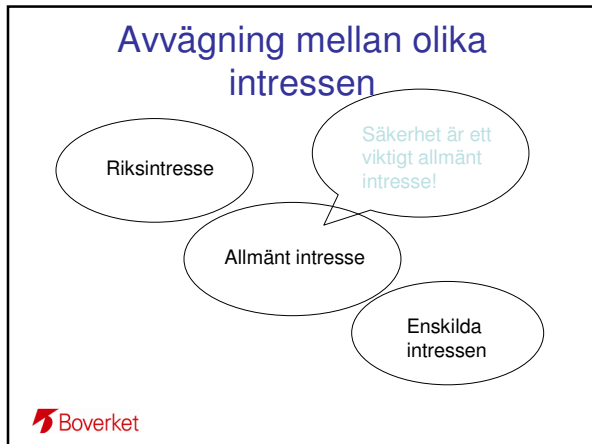 Avvägning mellan olika
intressen
Säkerhet är ett
viktigt allmänt
intresse!
Riksintresse
Allmänt intresse
Enskilda
intressen
Boverket